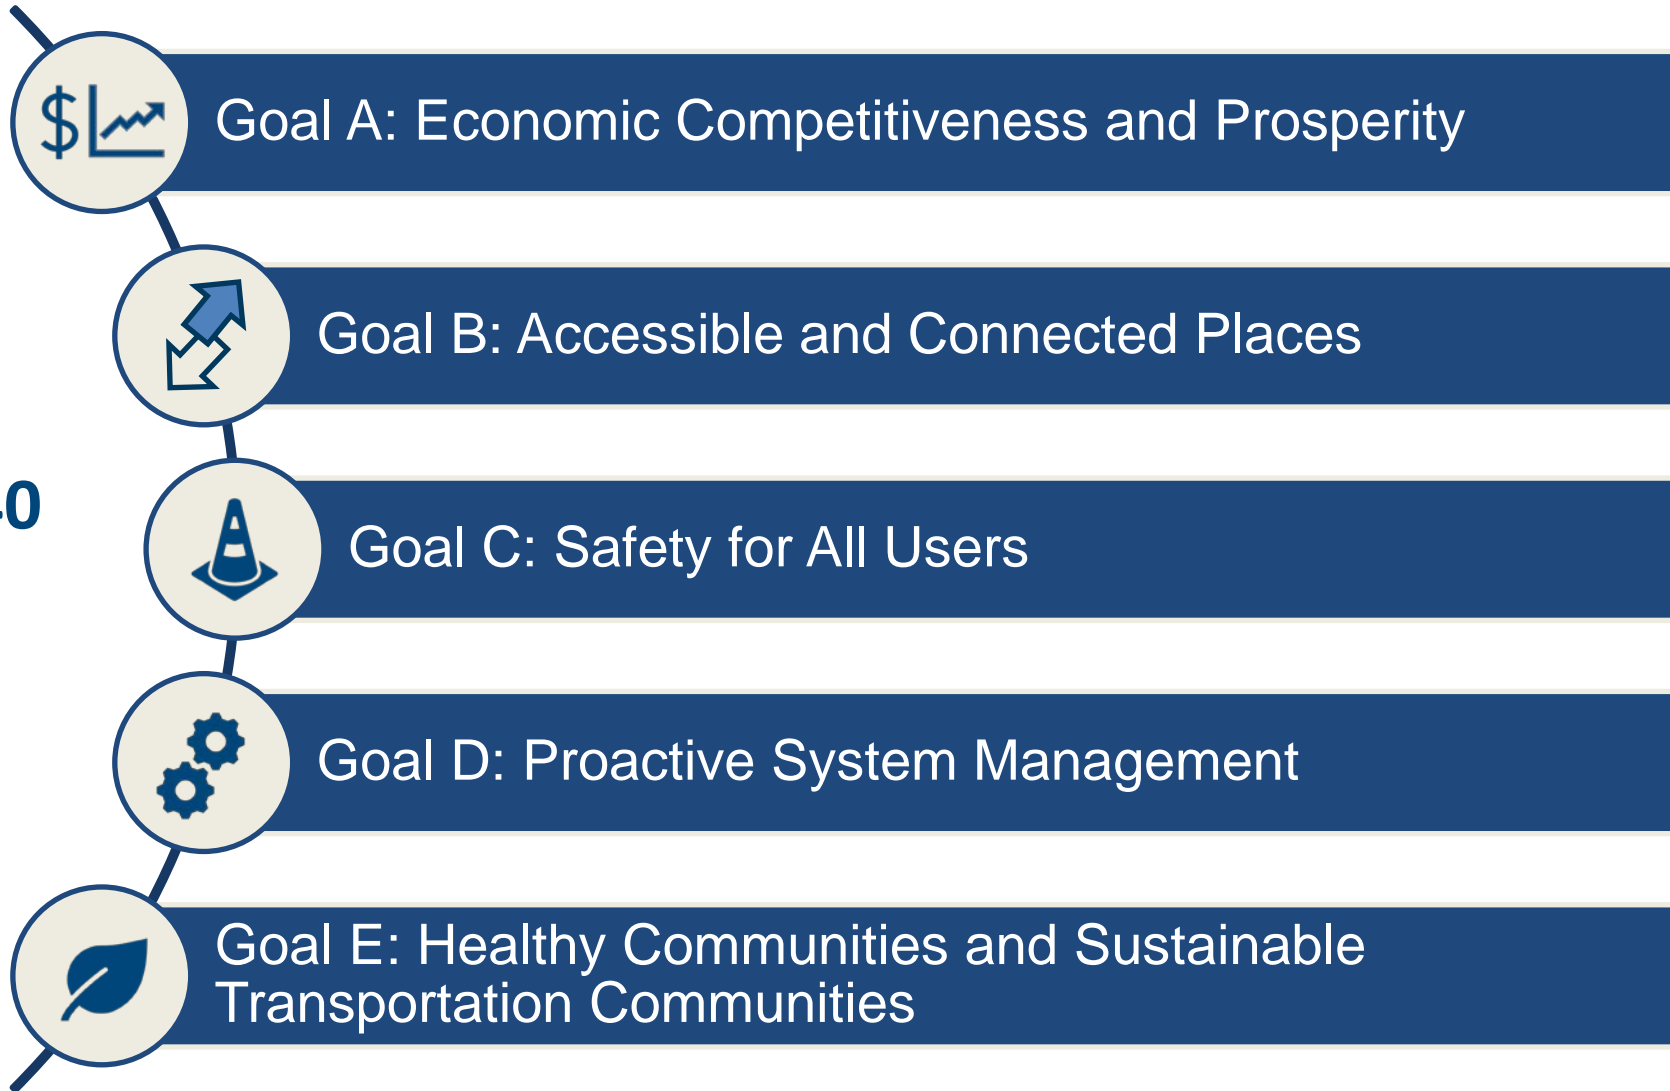 Goal A: Economic Competitiveness and Prosperity
Goal B: Accessible and Connected Places
Goal C: Safety for All Users
Goal D: Proactive System Management
Goal E: Healthy Communities and Sustainable
Transportation Communities